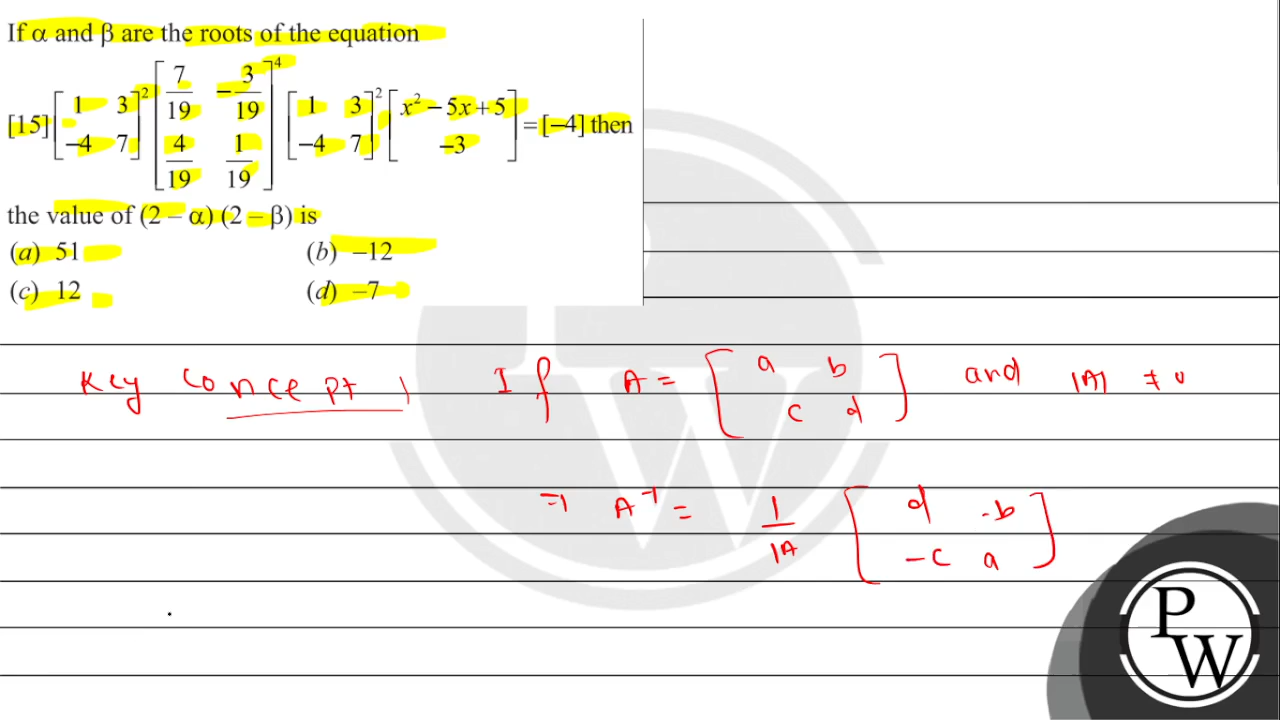 If α and β are the roots of the equation
[15] [1 3 −4 7]² [7/19 −3/19 4/19 1/19]⁴ [1 3 −4 7]² [x² − 5x + 5 −3] = [−4] then
the value of (2 – α) (2 – β) is
(a) 51 (b) –12
(c) 12 (d) –7
Key concept, If A = [a b c d] and |A| ≠ 0
⇒ A⁻¹ = 1/|A [d -b -c a]
PW